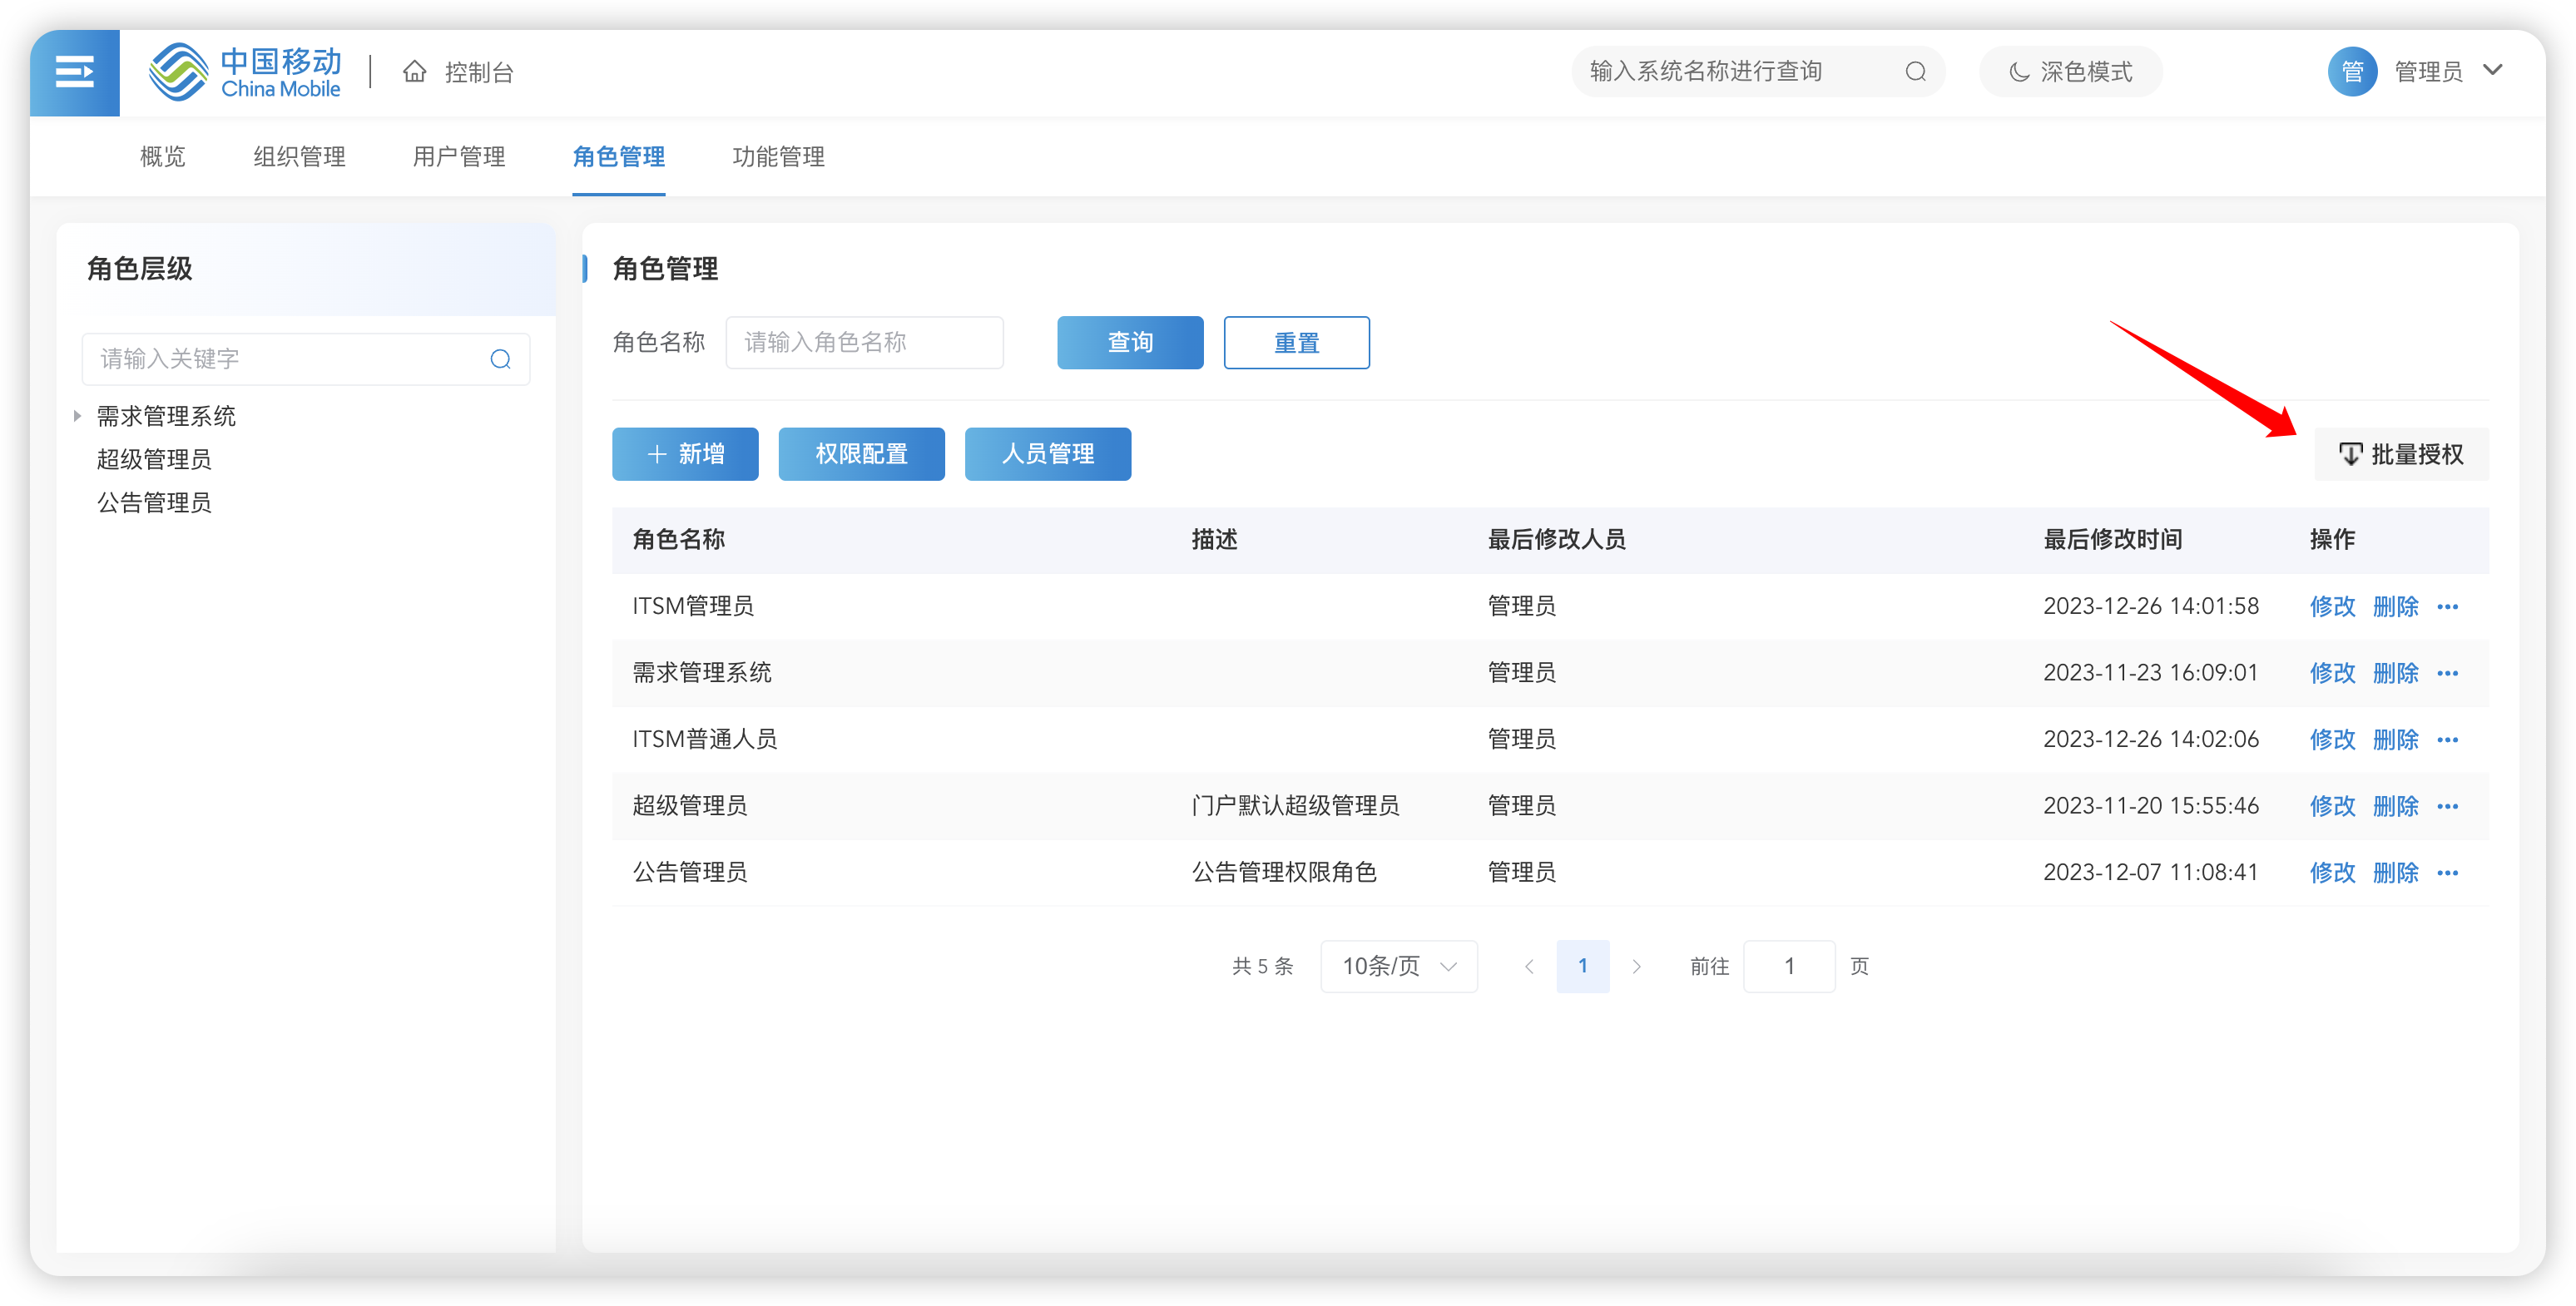 中国移动
China Mobile
控制台
输入系统名称进行查询
深色模式
管 管理员
概览 组织管理 用户管理 角色管理 功能管理
角色层级
请输入关键字
需求管理系统
超级管理员
公告管理员
角色管理
角色名称 请输入角色名称 查询 重置
新增 权限配置 人员管理 批量授权
角色名称 描述 最后修改人员 最后修改时间 操作
ITSM管理员 管理员 2023-12-26 14:01:58 修改 删除 •••
需求管理系统 管理员 2023-11-23 16:09:01 修改 删除 •••
ITSM普通人员 管理员 2023-12-26 14:02:06 修改 删除 •••
超级管理员 门户默认超级管理员 管理员 2023-11-20 15:55:46 修改 删除 •••
公告管理员 公告管理权限角色 管理员 2023-12-07 11:08:41 修改 删除 •••
共 5 条 10条/页 1 前往 1 页